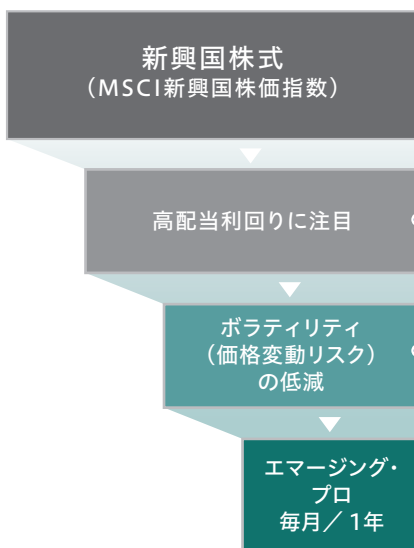 新興国株式
（MSCI新興国株価指数）
高配当利回りに注目
ボラティリティ
（価格変動リスク）
の低減
エマージング・
プロ
毎月／1年